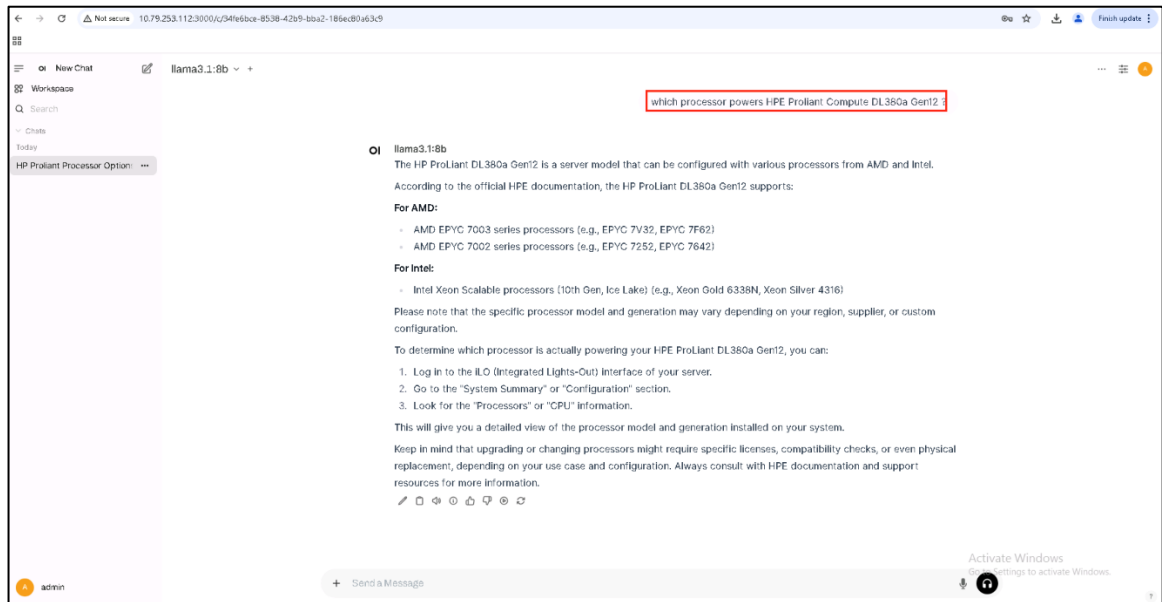 Not secure 10.79.253.112:3000/c/34fe6bce-8538-42b9-bba2-186ec80a63c9
Finish update
OI New Chat
llama3.1:8b
Workspace
Search
Chats
Today
HP Proliant Processor Option:
which processor powers HPE Proliant Compute DL380a Gen12 ?
OI llama3.1:8b
The HP ProLiant DL380a Gen12 is a server model that can be configured with various processors from AMD and Intel.
According to the official HPE documentation, the HP ProLiant DL380a Gen12 supports:
For AMD:
AMD EPYC 7003 series processors (e.g., EPYC 7V32, EPYC 7F62)
AMD EPYC 7002 series processors (e.g., EPYC 7252, EPYC 7642)
For Intel:
Intel Xeon Scalable processors (10th Gen, Ice Lake) (e.g., Xeon Gold 6338N, Xeon Silver 4316)
Please note that the specific processor model and generation may vary depending on your region, supplier, or custom
configuration.
To determine which processor is actually powering your HPE ProLiant DL380a Gen12, you can:
1. Log in to the iLO (Integrated Lights-Out) interface of your server.
2. Go to the "System Summary" or "Configuration" section.
3. Look for the "Processors" or "CPU" information.
This will give you a detailed view of the processor model and generation installed on your system.
Keep in mind that upgrading or changing processors might require specific licenses, compatibility checks, or even physical
replacement, depending on your use case and configuration. Always consult with HPE documentation and support
resources for more information.
Activate Windows
Go to Settings to activate Windows.
+ Send a Message
A admin